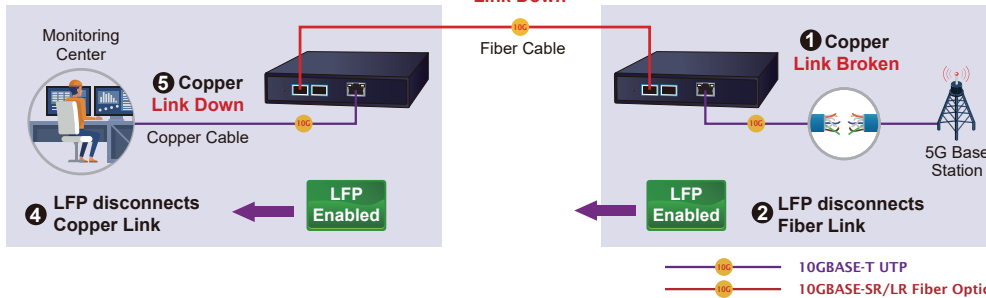 Link Down
10G
Fiber Cable
Monitoring
Center
❺ Copper
Link Down
10G
Copper Cable
❹ LFP disconnects
Copper Link
LFP
Enabled
❶ Copper
Link Broken
10G
5G Base
Station
LFP
Enabled
❷ LFP disconnects
Fiber Link
10G 10GBASE-T UTP
10G 10GBASE-SR/LR Fiber Optic